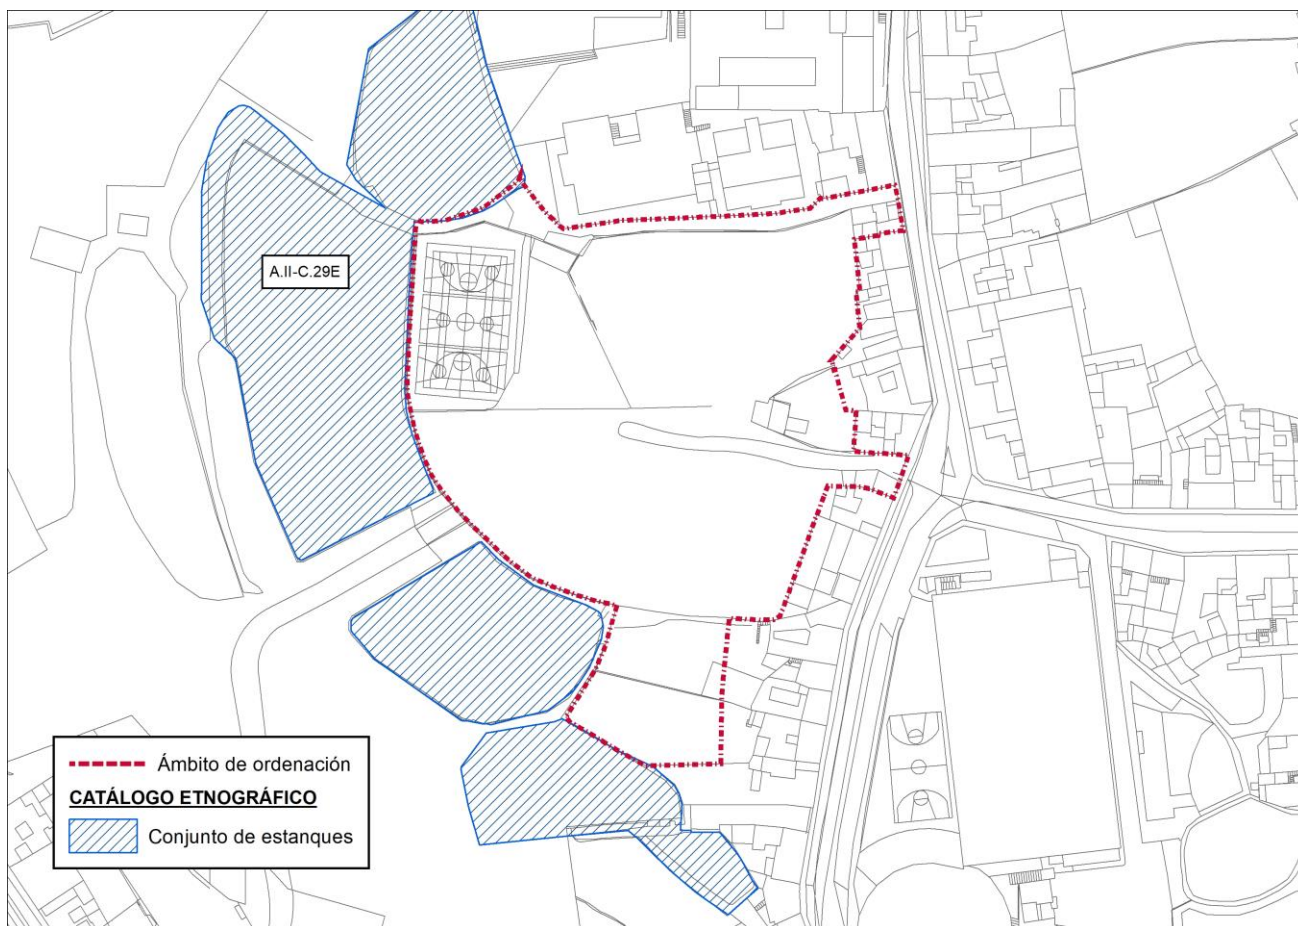 A.II-C.29E
Ámbito de ordenación
CATÁLOGO ETNOGRÁFICO
Conjunto de estanques